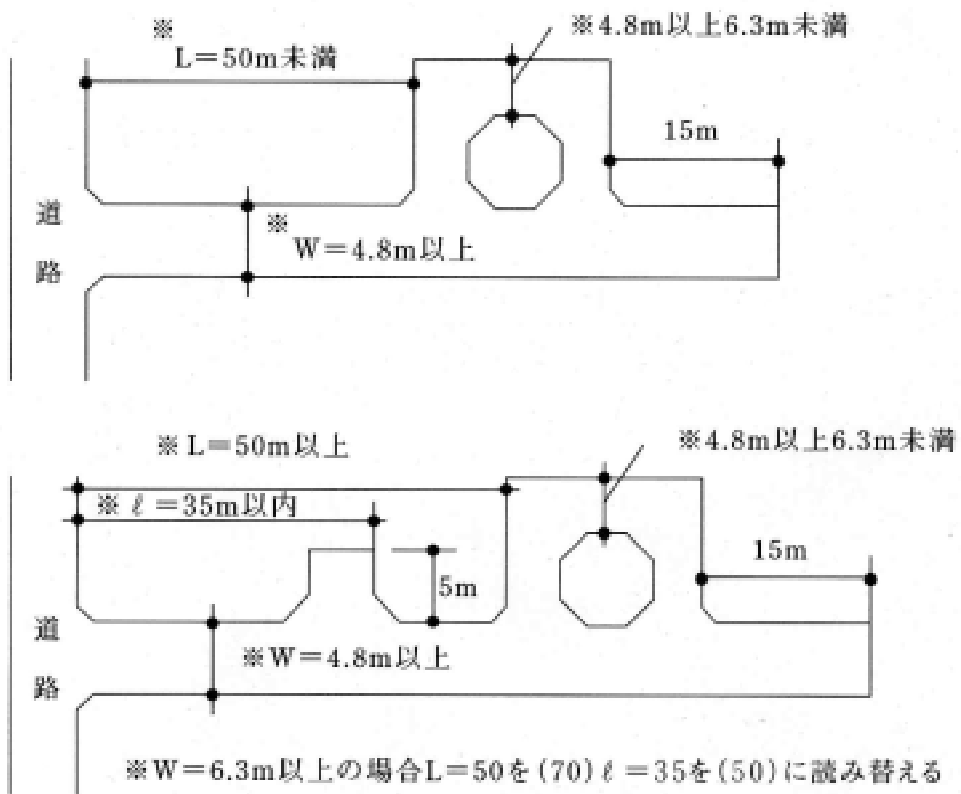 ※
L=50m未満
※4.8m以上6.3m未満
15m
道
路
※
W=4.8m以上
※L=50m以上
※4.8m以上6.3m未満
※ℓ=35m以内
15m
5m
道
路
※W=4.8m以上
※W=6.3m以上の場合L=50を(70)ℓ=35を(50)に読み替える